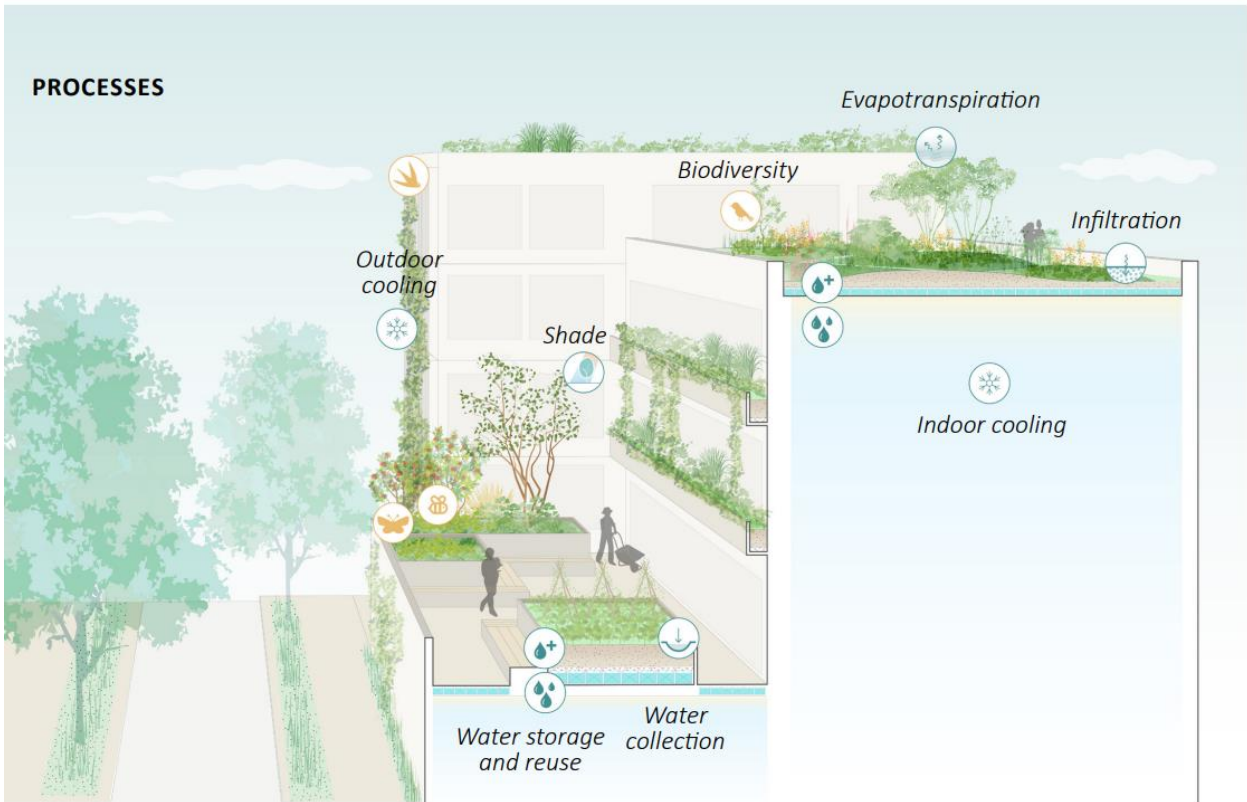 PROCESSES
Evapotranspiration
Biodiversity
Infiltration
Outdoor
cooling
Shade
Indoor cooling
Water storage
and reuse
Water
collection